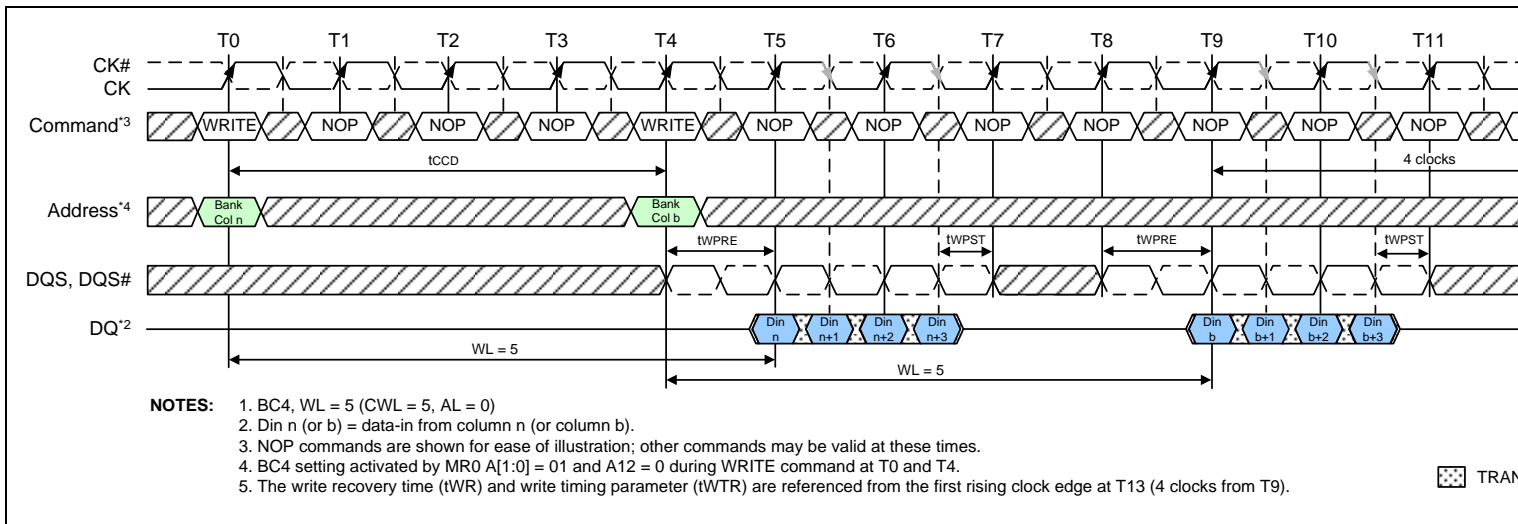 T0 T1 T2 T3 T4 T5 T6 T7 T8 T9 T10 T11
CK#
CK
Command*3 WRITE NOP NOP NOP WRITE NOP NOP NOP NOP NOP NOP NOP
tCCD 4 clocks
Address*4 Bank Col n Bank Col b
tWPRE tWPST tWPRE tWPST
DQS, DQS#
DQ*2 Din n Din n+1 Din n+2 Din n+3 Din b Din b+1 Din b+2 Din b+3
WL = 5
WL = 5
NOTES: 1. BC4, WL = 5 (CWL = 5, AL = 0)
2. Din n (or b) = data-in from column n (or column b).
3. NOP commands are shown for ease of illustration; other commands may be valid at these times.
4. BC4 setting activated by MR0 A[1:0] = 01 and A12 = 0 during WRITE command at T0 and T4.
5. The write recovery time (tWR) and write timing parameter (tWTR) are referenced from the first rising clock edge at T13 (4 clocks from T9).
TRAN